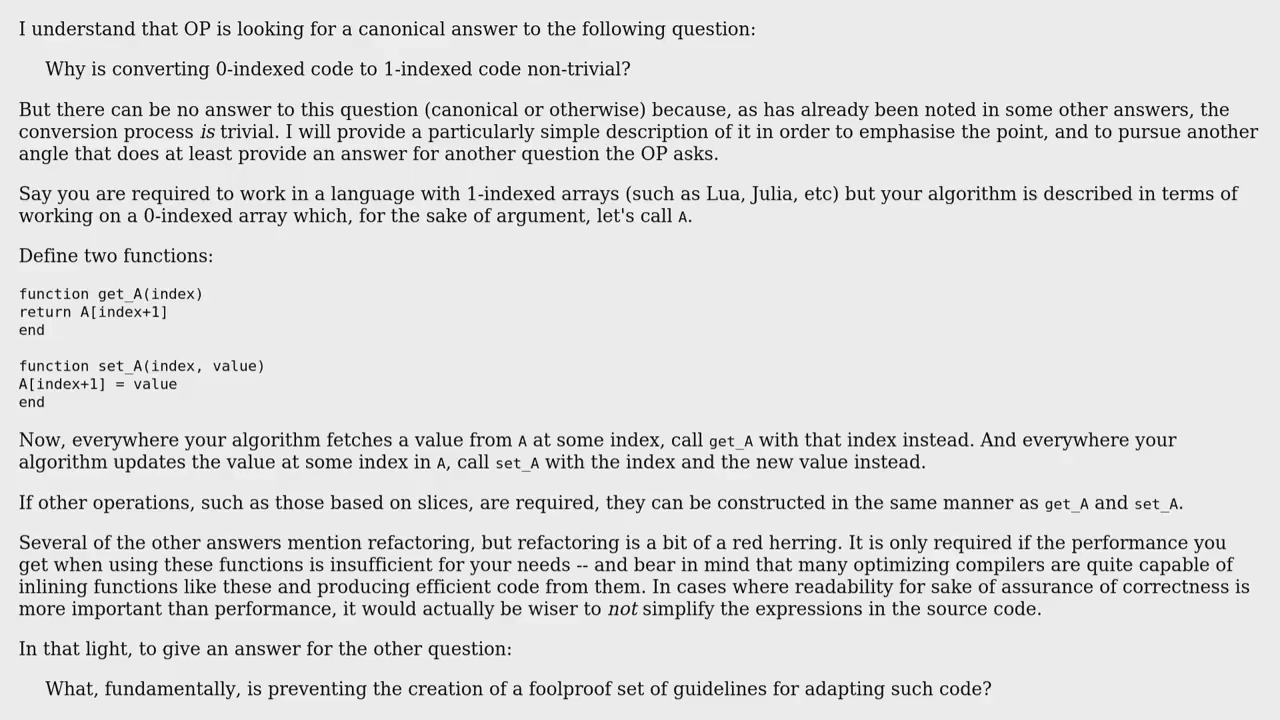 I understand that OP is looking for a canonical answer to the following question:
Why is converting 0-indexed code to 1-indexed code non-trivial?
But there can be no answer to this question (canonical or otherwise) because, as has already been noted in some other answers, the
conversion process is trivial. I will provide a particularly simple description of it in order to emphasise the point, and to pursue another
angle that does at least provide an answer for another question the OP asks.
Say you are required to work in a language with 1-indexed arrays (such as Lua, Julia, etc) but your algorithm is described in terms of
working on a 0-indexed array which, for the sake of argument, let's call A.
Define two functions:
function get_A(index)
return A[index+1]
end
function set_A(index, value)
A[index+1] = value
end
Now, everywhere your algorithm fetches a value from A at some index, call get_A with that index instead. And everywhere your
algorithm updates the value at some index in A, call set_A with the index and the new value instead.
If other operations, such as those based on slices, are required, they can be constructed in the same manner as get_A and set_A.
Several of the other answers mention refactoring, but refactoring is a bit of a red herring. It is only required if the performance you
get when using these functions is insufficient for your needs -- and bear in mind that many optimizing compilers are quite capable of
inlining functions like these and producing efficient code from them. In cases where readability for sake of assurance of correctness is
more important than performance, it would actually be wiser to not simplify the expressions in the source code.
In that light, to give an answer for the other question:
What, fundamentally, is preventing the creation of a foolproof set of guidelines for adapting such code?